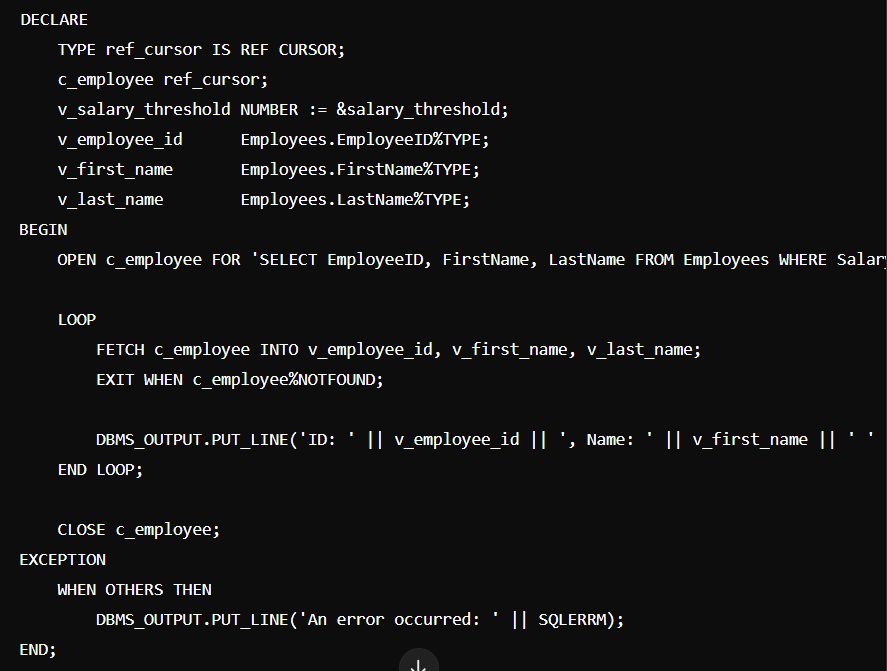 DECLARE
    TYPE ref_cursor IS REF CURSOR;
    c_employee ref_cursor;
    v_salary_threshold NUMBER := &salary_threshold;
    v_employee_id      Employees.EmployeeID%TYPE;
    v_first_name       Employees.FirstName%TYPE;
    v_last_name        Employees.LastName%TYPE;
BEGIN
    OPEN c_employee FOR 'SELECT EmployeeID, FirstName, LastName FROM Employees WHERE Salar
    LOOP
        FETCH c_employee INTO v_employee_id, v_first_name, v_last_name;
        EXIT WHEN c_employee%NOTFOUND;
        DBMS_OUTPUT.PUT_LINE('ID: ' || v_employee_id || ', Name: ' || v_first_name || ' '
    END LOOP;
    CLOSE c_employee;
EXCEPTION
    WHEN OTHERS THEN
        DBMS_OUTPUT.PUT_LINE('An error occurred: ' || SQLERRM);
END;